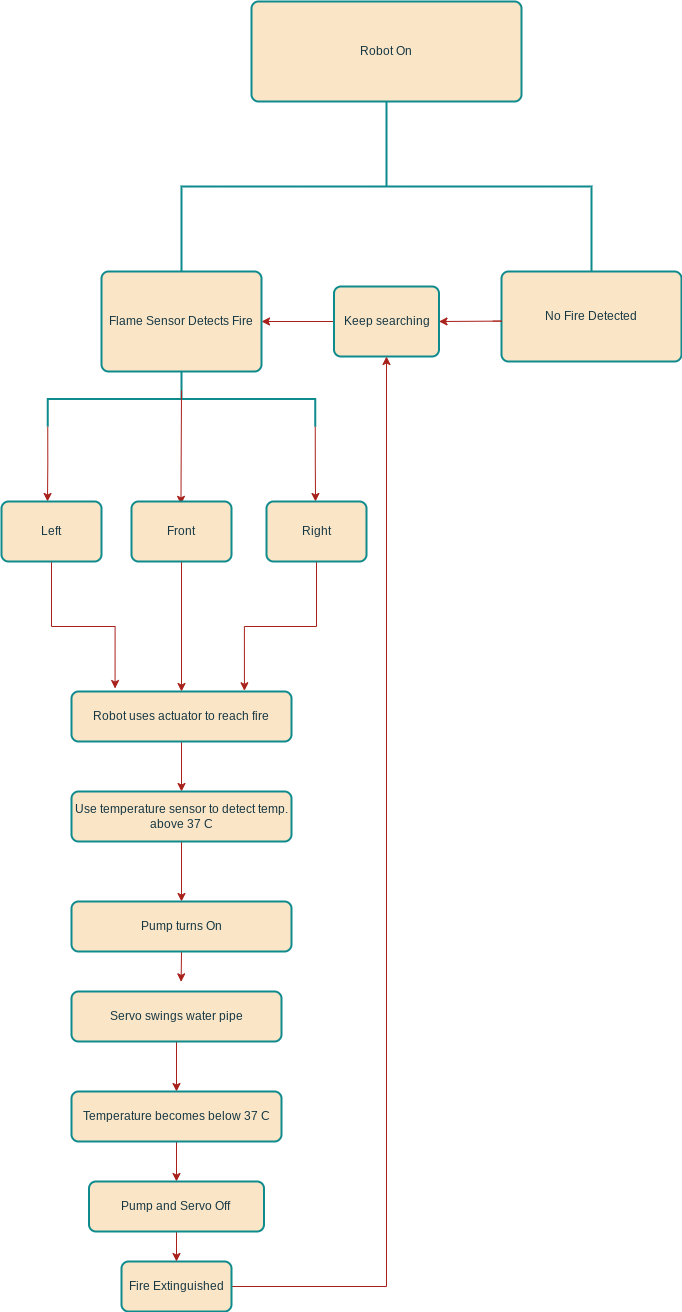 Robot On
Flame Sensor Detects Fire
Keep searching
No Fire Detected
Left
Front
Right
Robot uses actuator to reach fire
Use temperature sensor to detect temp.
above 37 C
Pump turns On
Servo swings water pipe
Temperature becomes below 37 C
Pump and Servo Off
Fire Extinguished